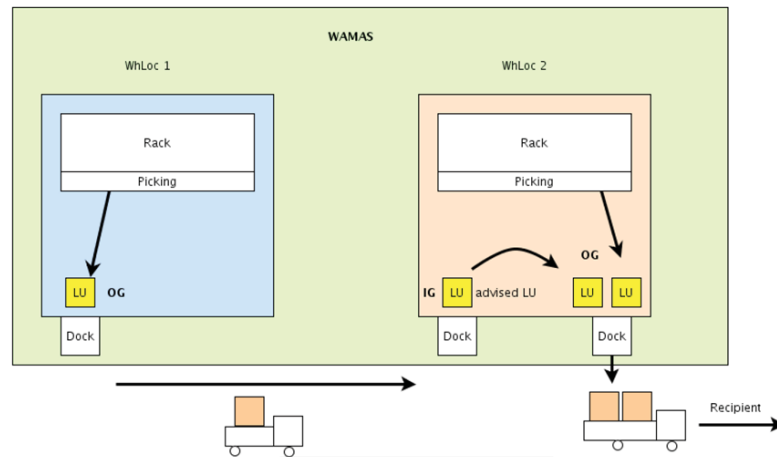 WAMAS
WhLoc 1
WhLoc 2
Rack
Picking
Rack
Picking
LU
OG
OG
IG
LU
advised LU
LU
LU
Dock
Dock
Dock
Recipient